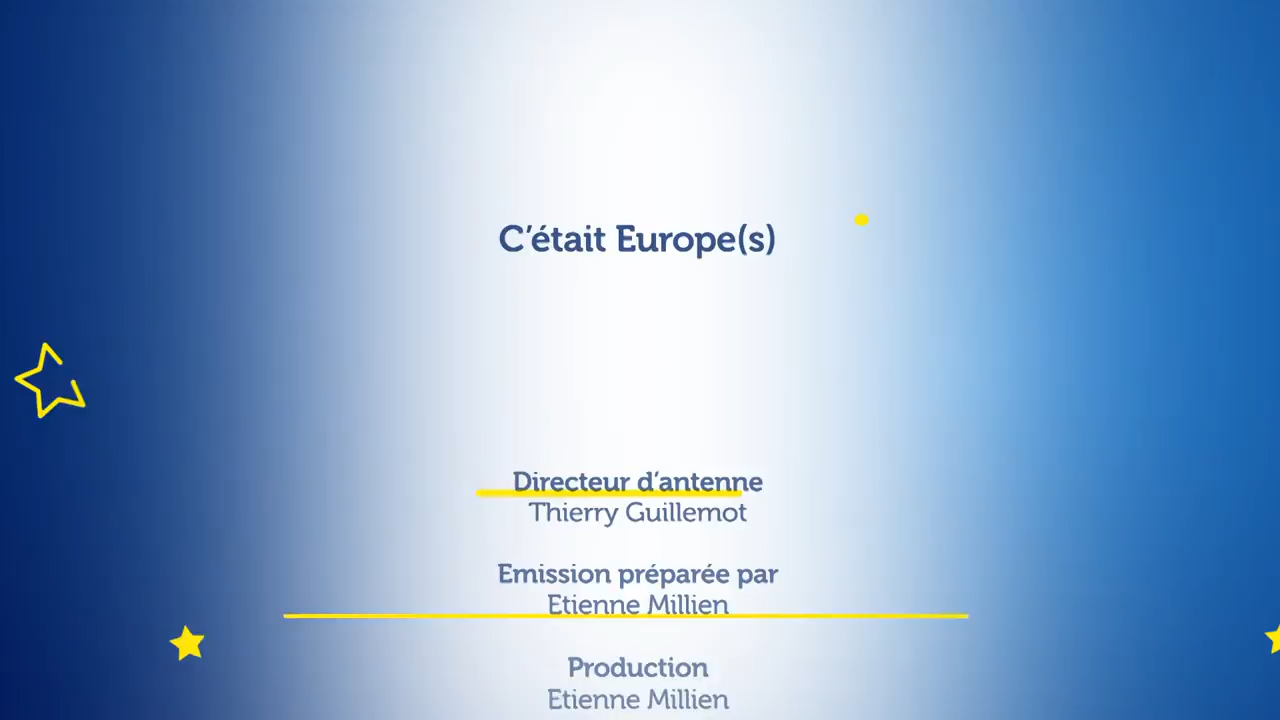 C’était Europe(s)
Directeur d’antenne
Thierry Guillemot
Emission préparée par
Etienne Millien
Production
Etienne Millien